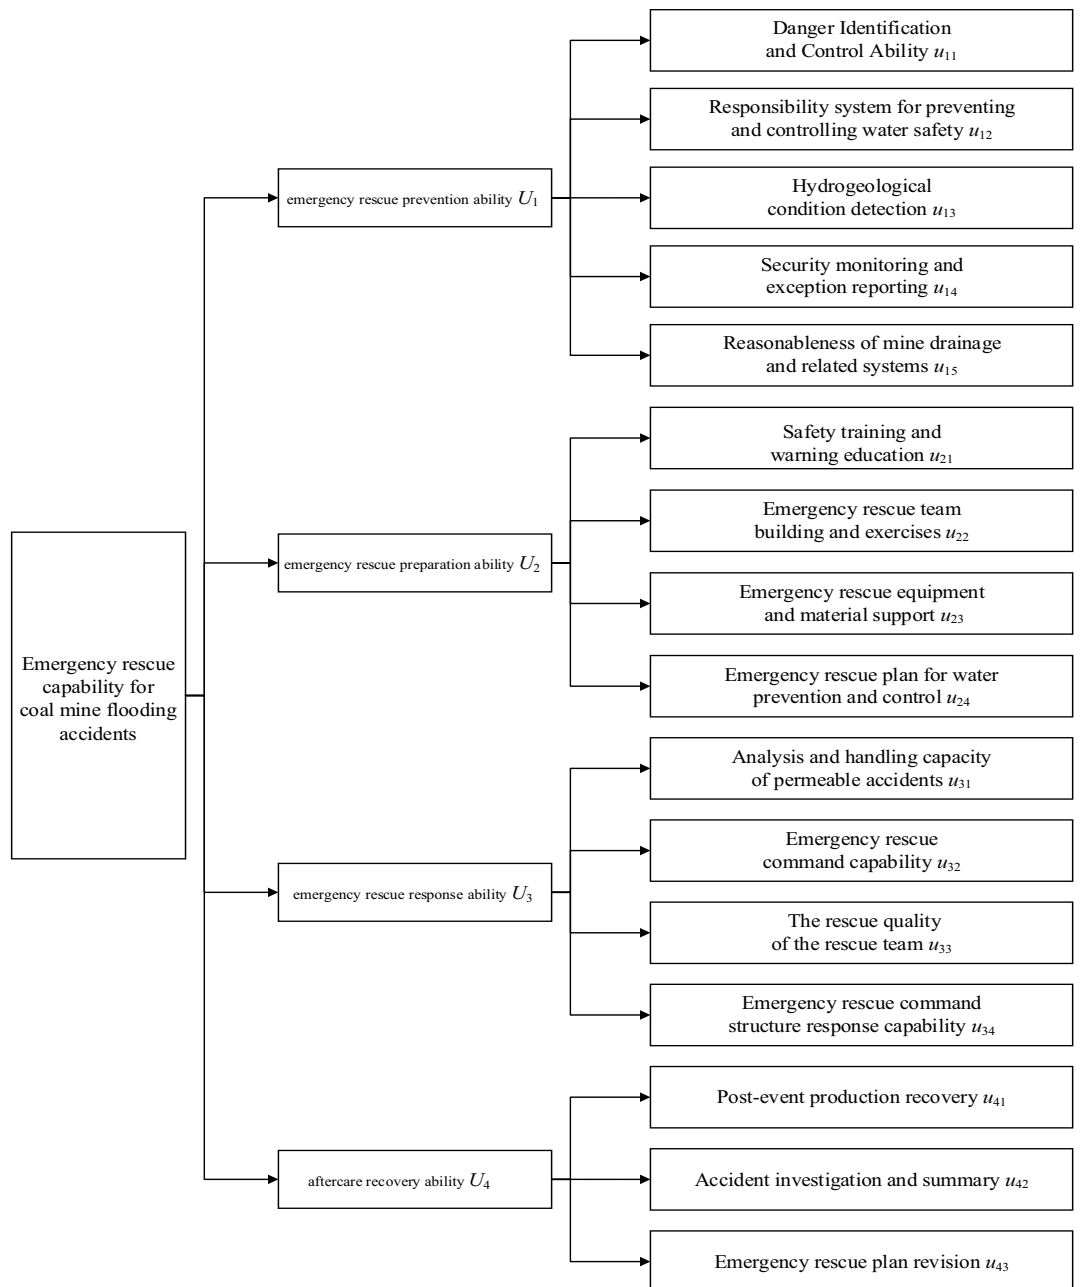 Emergency rescue
capability for
coal mine flooding
accidents
emergency rescue prevention ability U1
Danger Identification
and Control Ability u11
Responsibility system for preventing
and controlling water safety u12
Hydrogeological
condition detection u13
Security monitoring and
exception reporting u14
Reasonableness of mine drainage
and related systems u15
emergency rescue preparation ability U2
Safety training and
warning education u21
Emergency rescue team
building and exercises u22
Emergency rescue equipment
and material support u23
Emergency rescue plan for water
prevention and control u24
emergency rescue response ability U3
Analysis and handling capacity
of permeable accidents u31
Emergency rescue
command capability u32
The rescue quality
of the rescue team u33
Emergency rescue command
structure response capability u34
aftercare recovery ability U4
Post-event production recovery u41
Accident investigation and summary u42
Emergency rescue plan revision u43